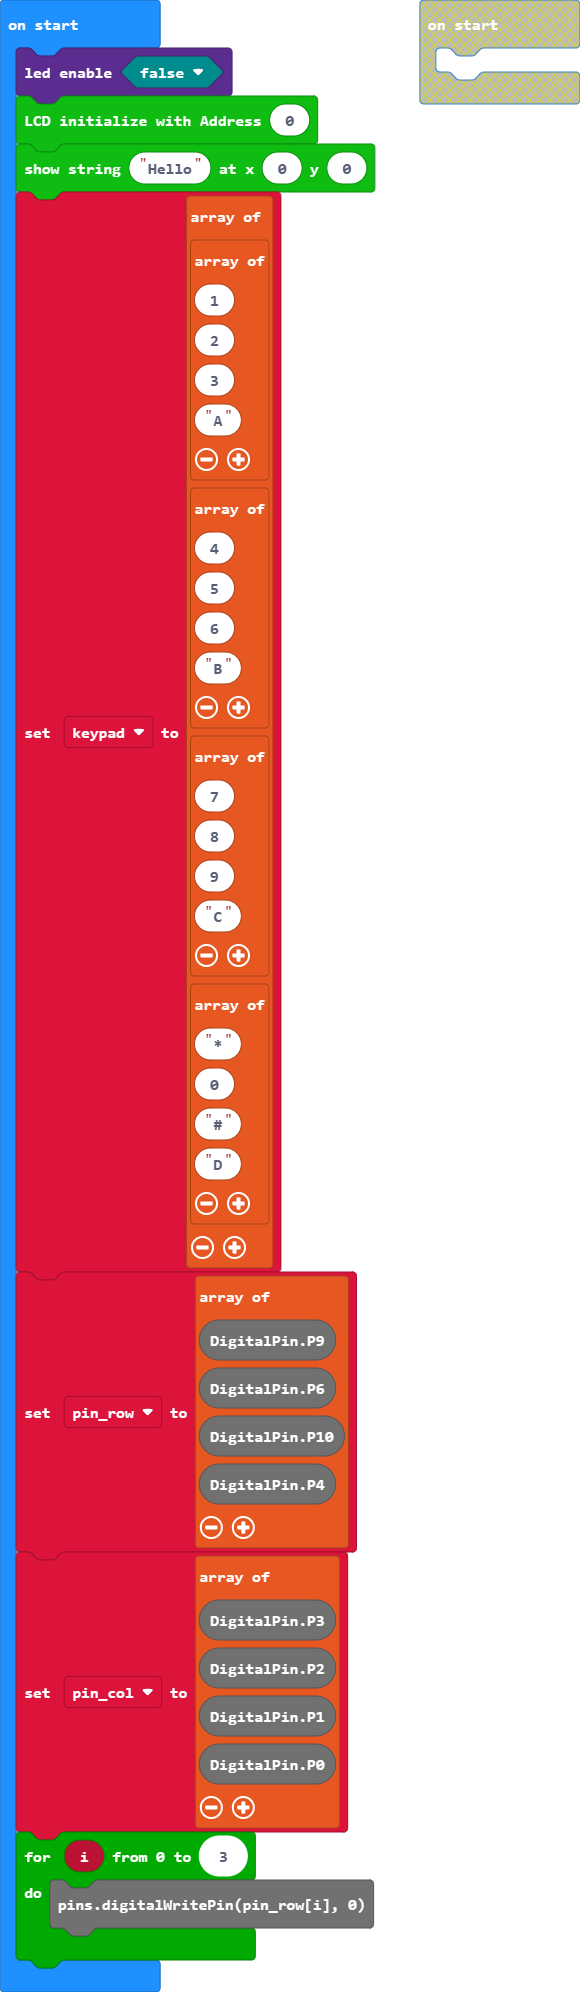 on start
on start
led enable false
LCD initialize with Address 0
show string "Hello" at x 0 y 0
array of
array of
1
2
3
"A"
array of
4
5
6
"B"
set keypad to
array of
7
8
9
"C"
array of
"*"
0
"#"
"D"
array of
DigitalPin.P9
DigitalPin.P6
set pin_row to
DigitalPin.P10
DigitalPin.P4
array of
DigitalPin.P3
DigitalPin.P2
set pin_col to
DigitalPin.P1
DigitalPin.P0
for i from 0 to 3
do
pins.digitalWritePin(pin_row[i], 0)